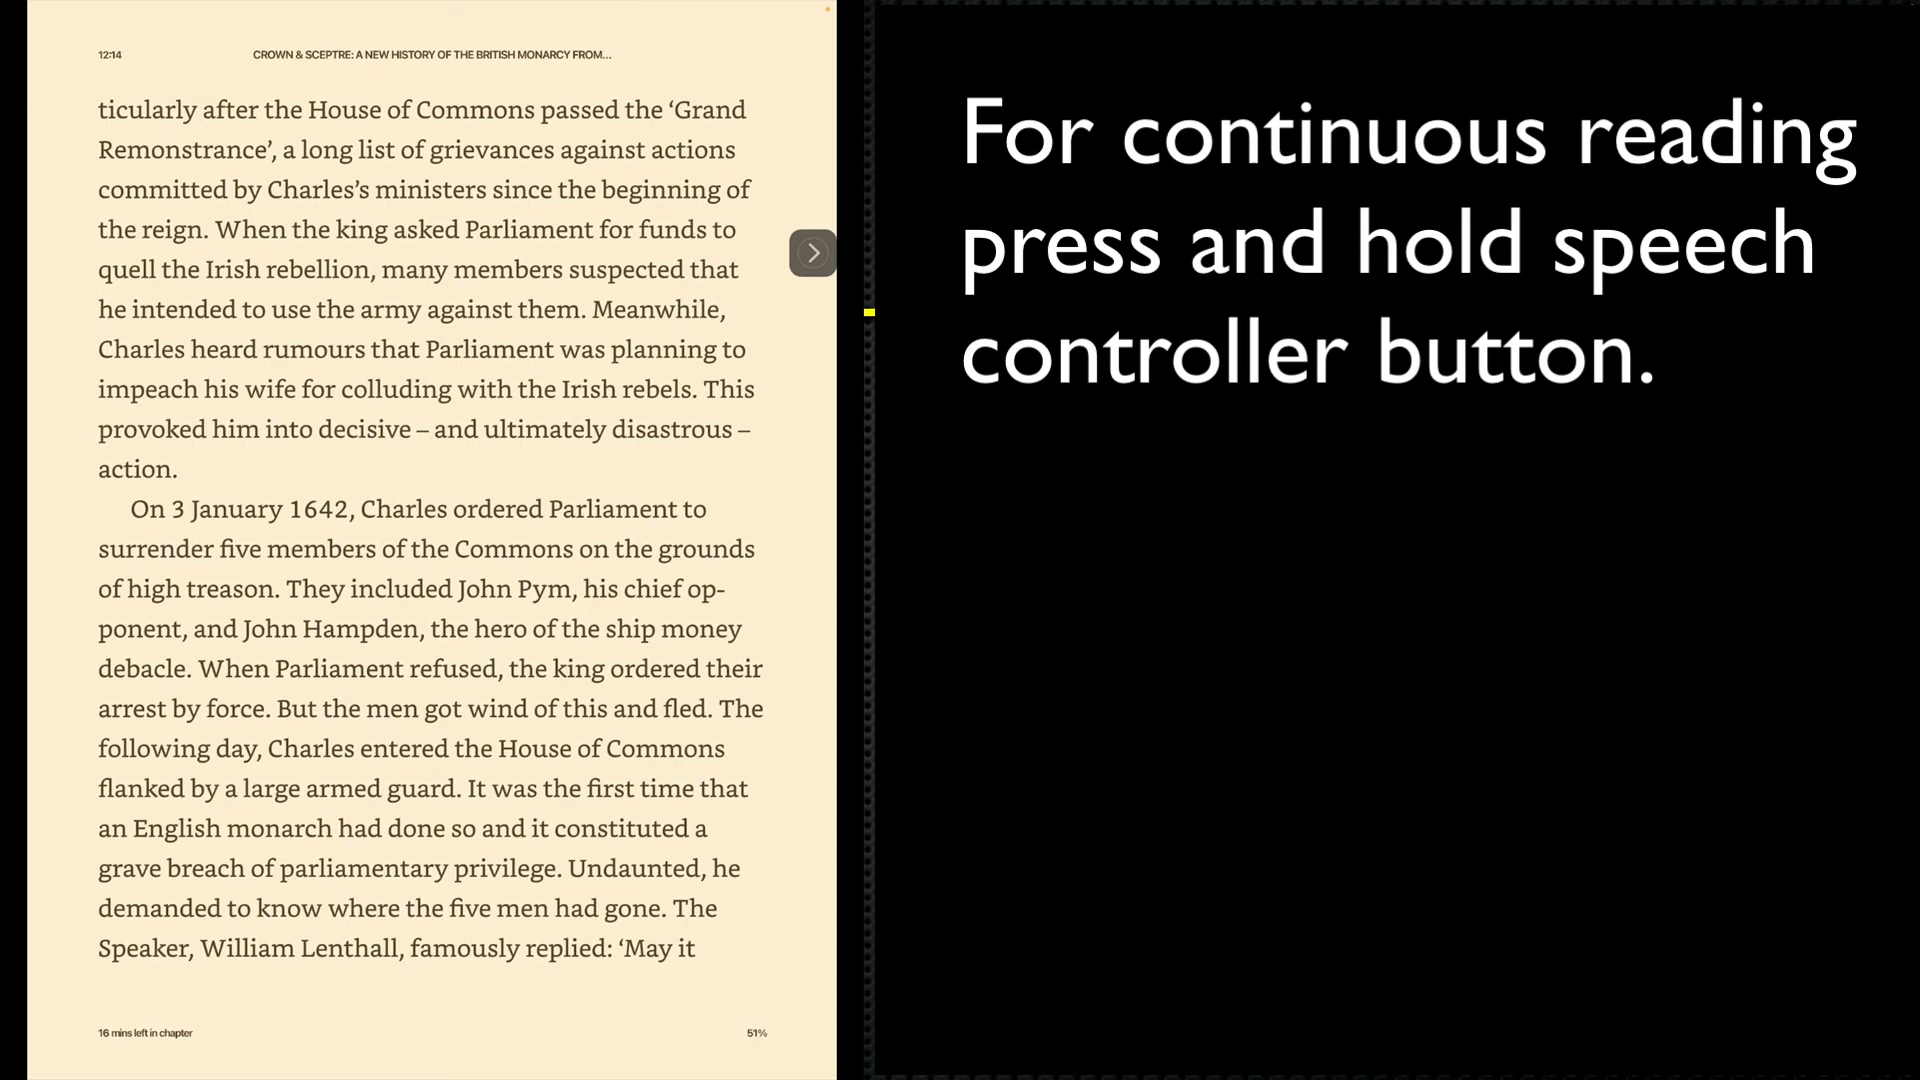 12:14
CROWN & SCEPTRE: A NEW HISTORY OF THE BRITISH MONARCY FROM...
ticularly after the House of Commons passed the ‘Grand
Remonstrance’, a long list of grievances against actions
committed by Charles’s ministers since the beginning of
the reign. When the king asked Parliament for funds to
quell the Irish rebellion, many members suspected that
he intended to use the army against them. Meanwhile,
Charles heard rumours that Parliament was planning to
impeach his wife for colluding with the Irish rebels. This
provoked him into decisive – and ultimately disastrous –
action.
On 3 January 1642, Charles ordered Parliament to
surrender five members of the Commons on the grounds
of high treason. They included John Pym, his chief op-
ponent, and John Hampden, the hero of the ship money
debacle. When Parliament refused, the king ordered their
arrest by force. But the men got wind of this and fled. The
following day, Charles entered the House of Commons
flanked by a large armed guard. It was the first time that
an English monarch had done so and it constituted a
grave breach of parliamentary privilege. Undaunted, he
demanded to know where the five men had gone. The
Speaker, William Lenthall, famously replied: ‘May it
16 mins left in chapter
51%
For continuous reading
press and hold speech
controller button.